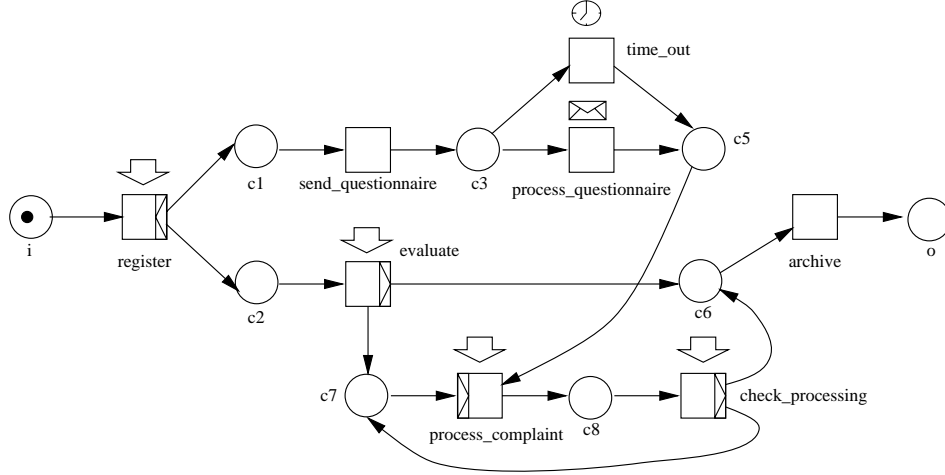 time_out
c5
c1
send_questionnaire
c3
process_questionnaire
i
register
evaluate
archive
o
c2
c6
c7
process_complaint
c8
check_processing